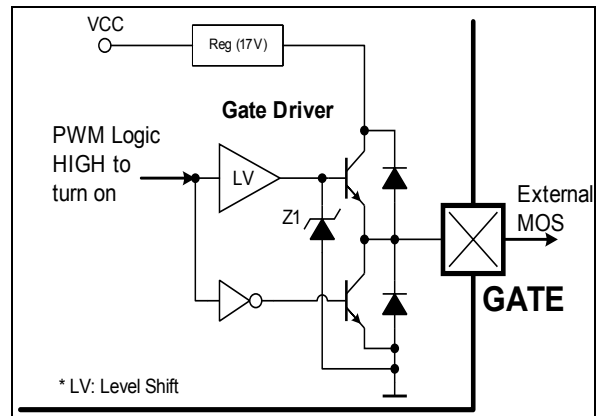 VCC
Reg (17V)
Gate Driver
PWM Logic
HIGH to
turn on
LV
Z1
External
MOS
GATE
* LV: Level Shift